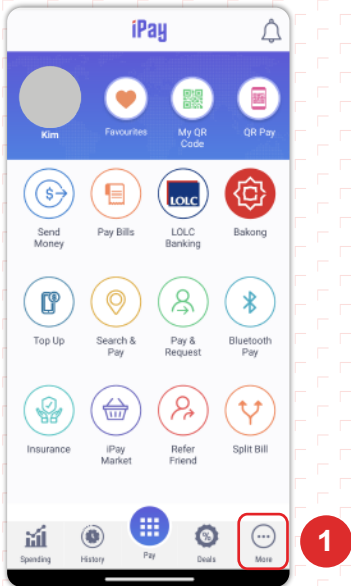 iPay
Kim
Favourites
My QR
Code
QR Pay
Send
Money
Pay Bills
LOLC
LOLC
Banking
Bakong
Top Up
Search &
Pay
Pay &
Request
Bluetooth
Pay
Insurance
iPay
Market
Refer
Friend
Split Bill
Spending
History
Pay
Deals
More
1